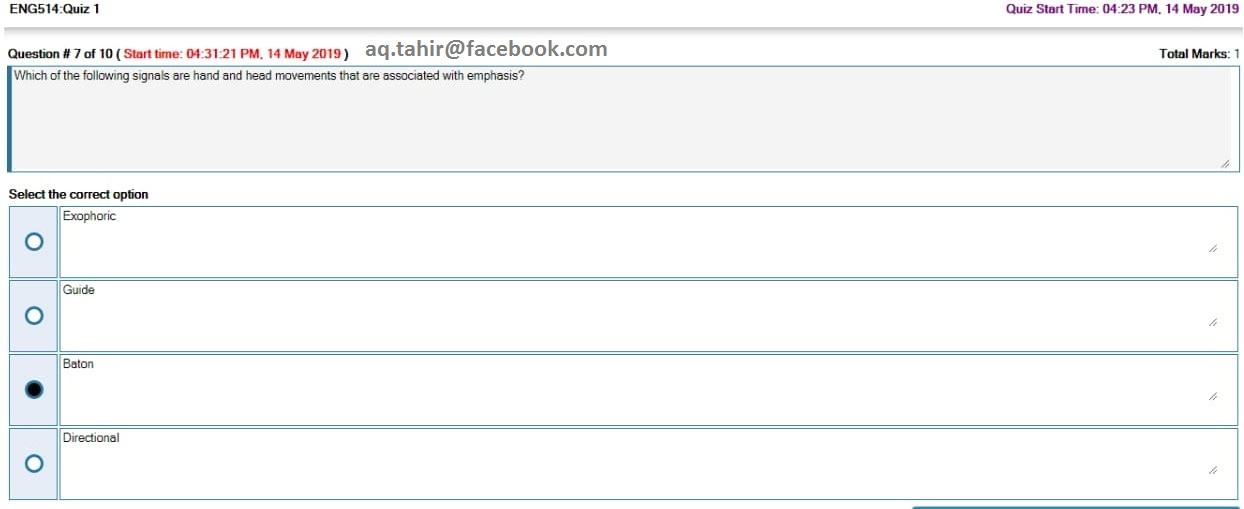 ENG514:Quiz 1 Quiz Start Time: 04:23 PM, 14 May 2019
Question # 7 of 10 ( Start time: 04:31:21 PM, 14 May 2019 ) aq.tahir@facebook.com Total Marks: 1
Which of the following signals are hand and head movements that are associated with emphasis?
Select the correct option
Exophoric
Guide
Baton
Directional